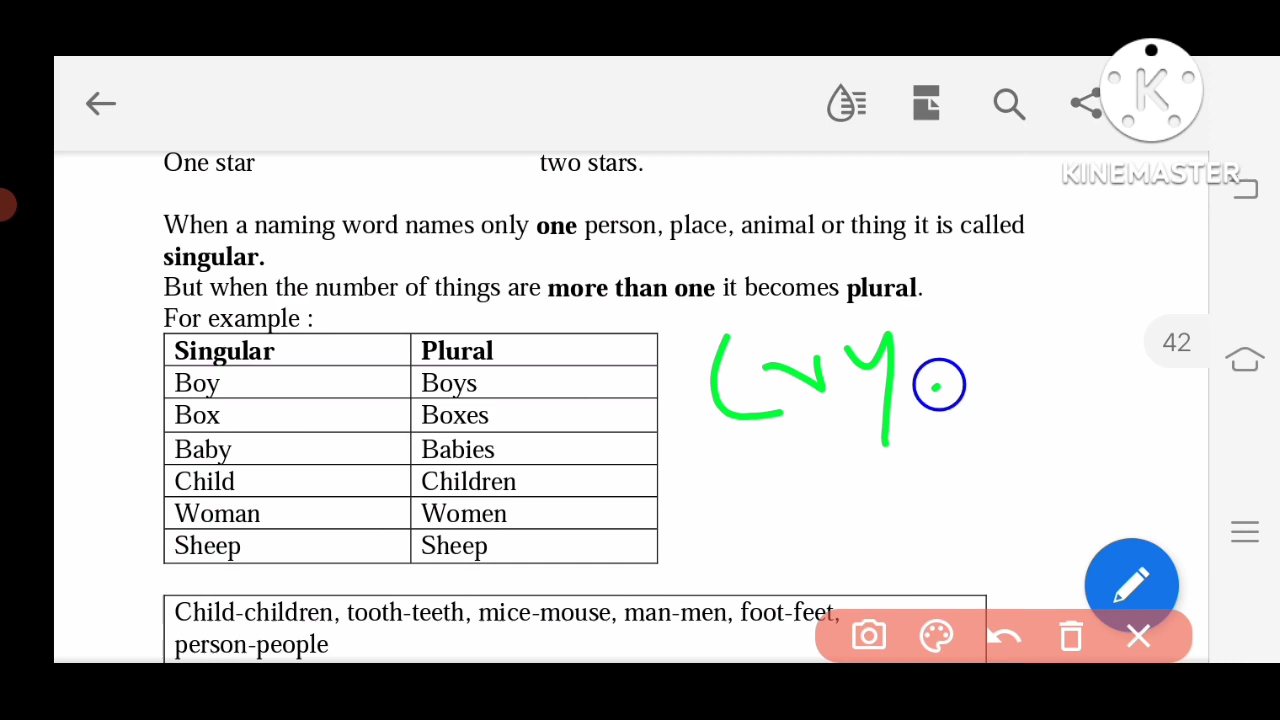 K
KINEMASTER
One star two stars.
When a naming word names only one person, place, animal or thing it is called
singular.
But when the number of things are more than one it becomes plural.
For example :
42
Singular Plural
Boy Boys
Box Boxes
Baby Babies
Child Children
Woman Women
Sheep Sheep
Child-children, tooth-teeth, mice-mouse, man-men, foot-feet,
person-people